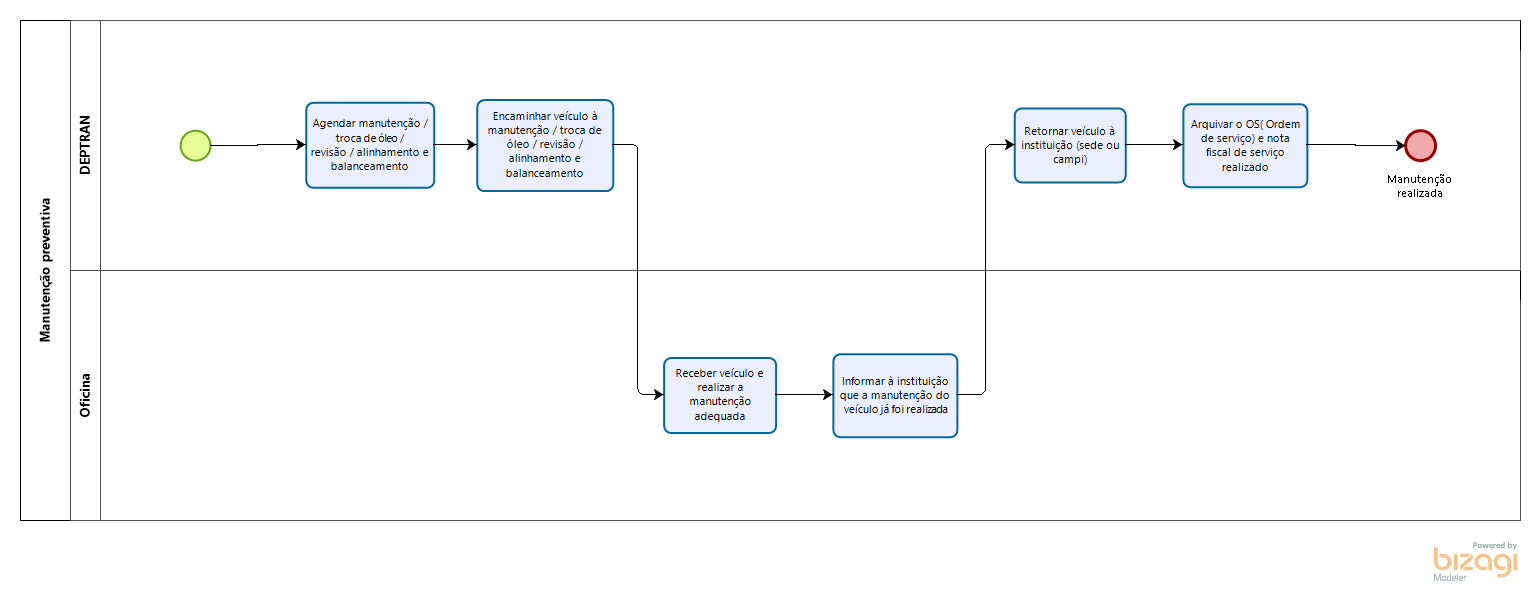 Manutenção preventiva
DEPTRAN
Agendar manutenção /
troca de óleo /
revisão / alinhamento e
balanceamento
Encaminhar veículo à
manutenção / troca de
óleo / revisão /
alinhamento e
balanceamento
Retornar veículo à
instituição (sede ou
campi)
Arquivar o OS( Ordem
de serviço) e nota
fiscal de serviço
realizado
Manutenção
realizada
Oficina
Receber veículo e
realizar a
manutenção
adequada
Informar à instituição
que a manutenção do
veículo já foi realizada
Powered by
bizagi
Modeler